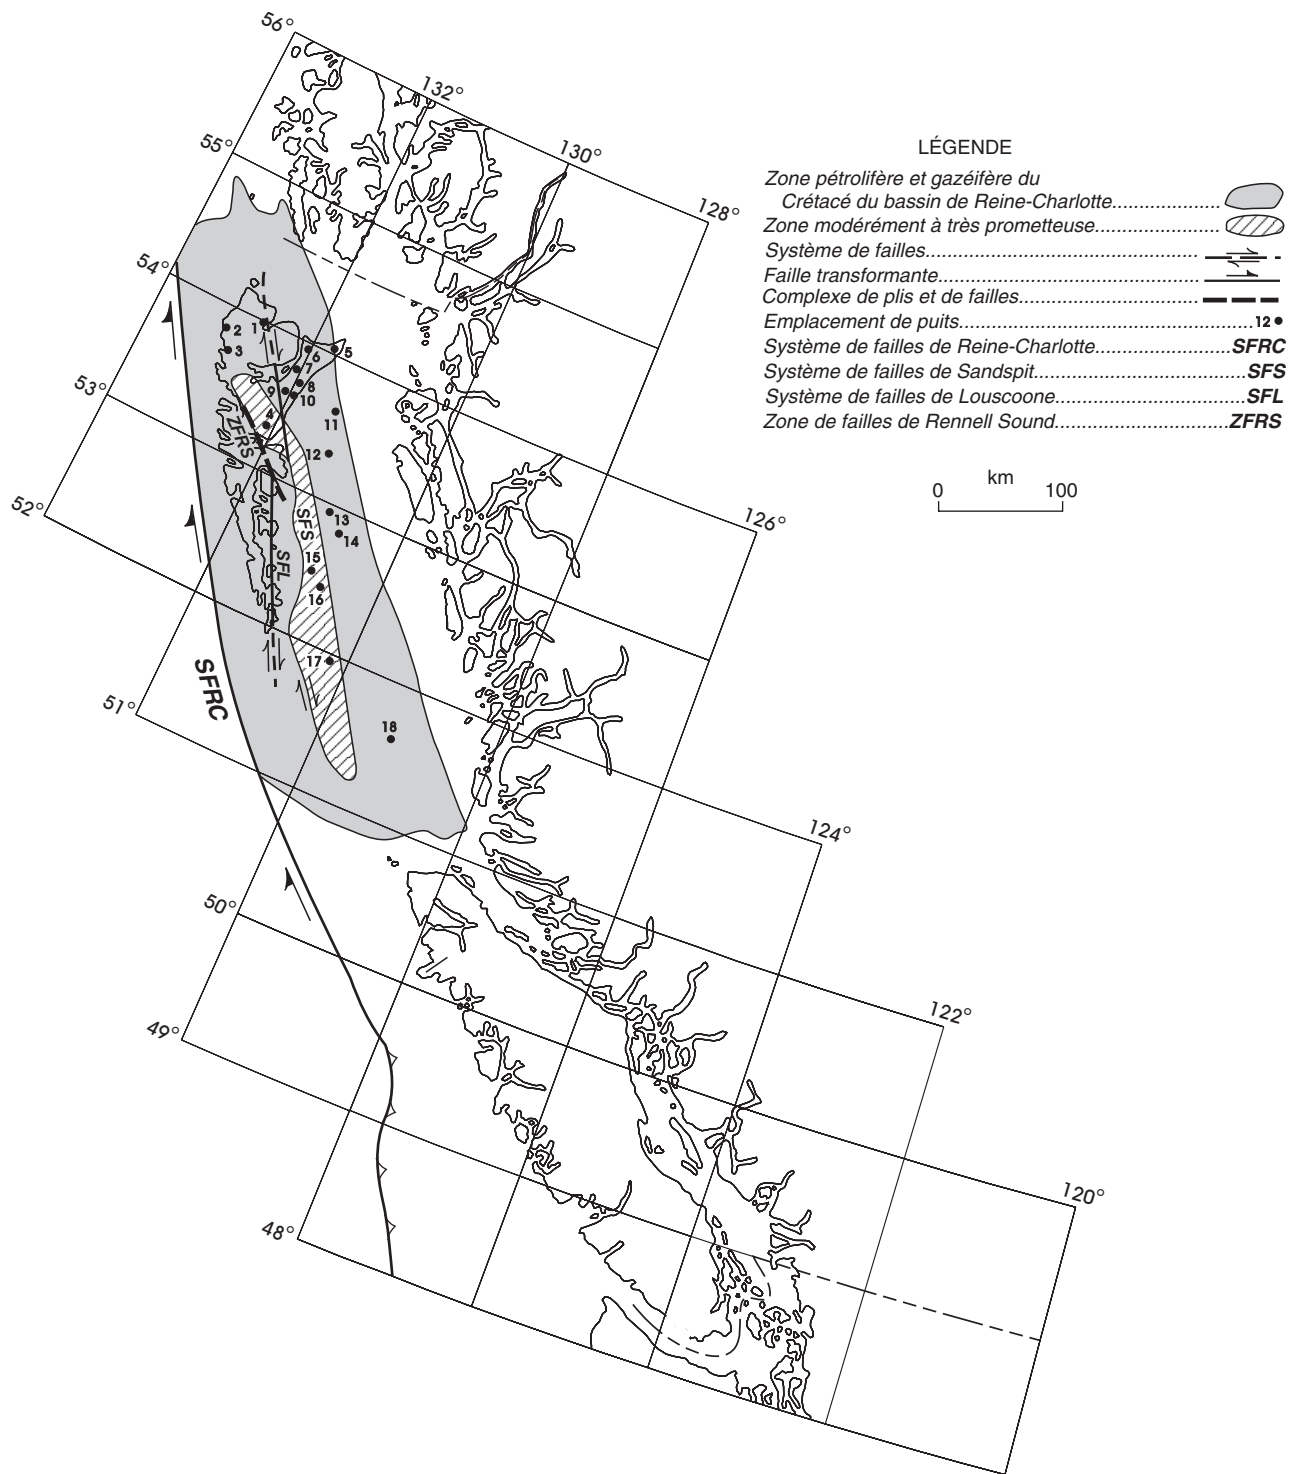 56°
132°
130°
55°
128°
54°
53°
52°
126°
51°
124°
50°
122°
49°
120°
48°
1
2
3
4
5
6
7
8
9
10
11
12
13
14
15
16
17
18
ZFRS
SFS
SFL
SFRC
LÉGENDE
Zone pétrolifère et gazéifère du
Crétacé du bassin de Reine-Charlotte
Zone modérément à très prometteuse
Système de failles
Faille transformante
Complexe de plis et de failles
Emplacement de puits 12
Système de failles de Reine-Charlotte SFRC
Système de failles de Sandspit SFS
Système de failles de Louscoone SFL
Zone de failles de Rennell Sound ZFRS
km
0 100